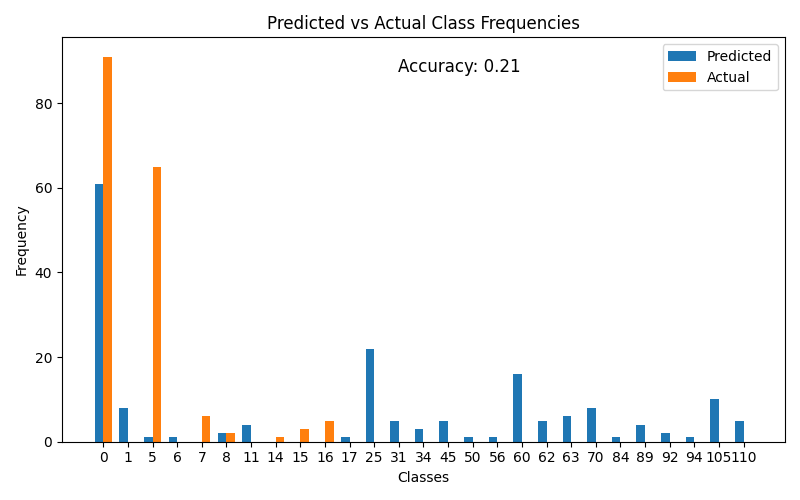 Predicted vs Actual Class Frequencies
Accuracy: 0.21
Predicted
Actual
Frequency
80
60
40
20
0
0 1 5 6 7 8 11 14 15 16 17 25 31 34 45 50 56 60 62 63 70 84 89 92 94 105 110
Classes